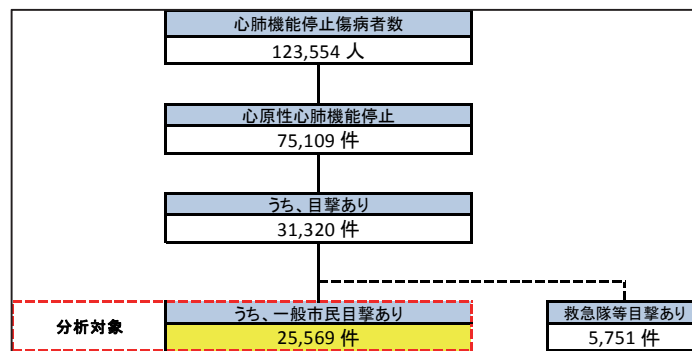 心肺機能停止傷病者数
123,554 人
心原性心肺機能停止
75,109 件
うち、目撃あり
31,320 件
分析対象
うち、一般市民目撃あり
25,569 件
救急隊等目撃あり
5,751 件